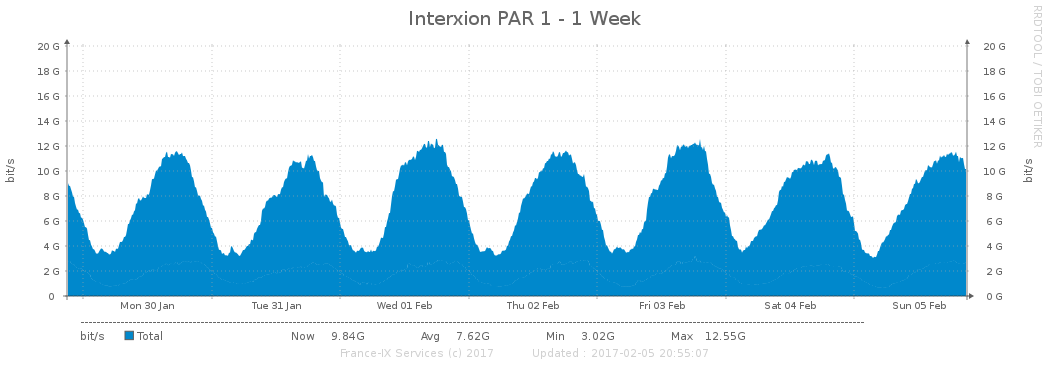 Interxion PAR 1 - 1 Week
RRDTOOL / TOBI OETIKER
bit/s
bit/s
20 G 20 G
18 G 18 G
16 G 16 G
14 G 14 G
12 G 12 G
10 G 10 G
8 G 8 G
6 G 6 G
4 G 4 G
2 G 2 G
0 0 G
Mon 30 Jan Tue 31 Jan Wed 01 Feb Thu 02 Feb Fri 03 Feb Sat 04 Feb Sun 05 Feb
bit/s Total Now 9.84G Avg 7.62G Min 3.02G Max 12.55G
France-IX Services (c) 2017 Updated : 2017-02-05 20:55:07